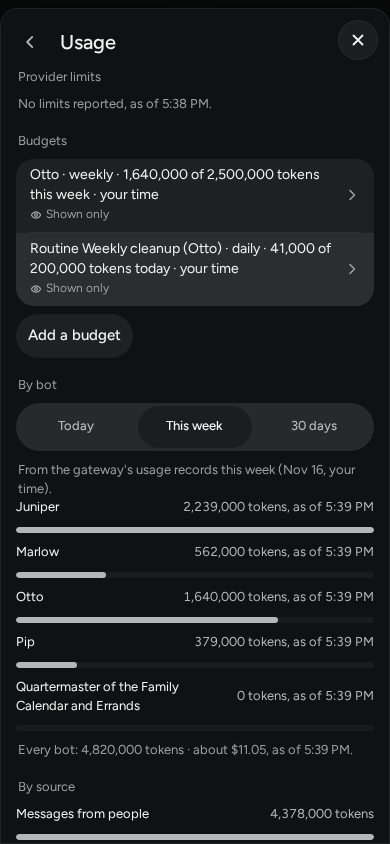 Usage
Provider limits
No limits reported, as of 5:38 PM.
Budgets
Otto · weekly · 1,640,000 of 2,500,000 tokens
this week · your time
Shown only
Routine Weekly cleanup (Otto) · daily · 41,000 of
200,000 tokens today · your time
Shown only
Add a budget
By bot
Today This week 30 days
From the gateway's usage records this week (Nov 16, your
time).
Juniper 2,239,000 tokens, as of 5:39 PM
Marlow 562,000 tokens, as of 5:39 PM
Otto 1,640,000 tokens, as of 5:39 PM
Pip 379,000 tokens, as of 5:39 PM
Quartermaster of the Family
Calendar and Errands 0 tokens, as of 5:39 PM
Every bot: 4,820,000 tokens · about $11.05, as of 5:39 PM.
By source
Messages from people 4,378,000 tokens